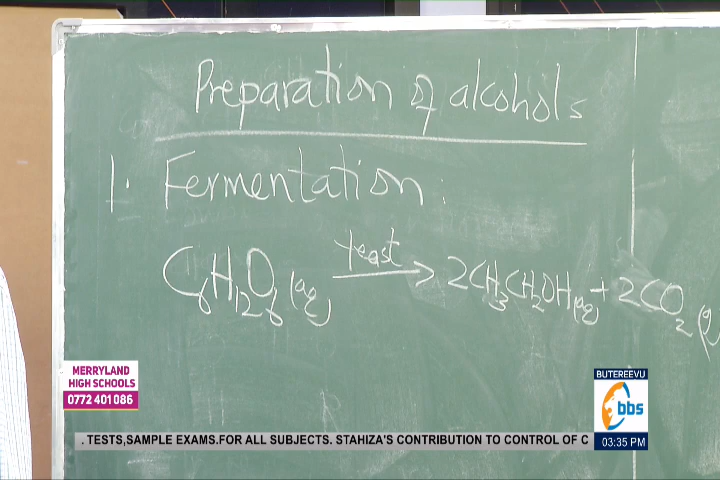 Preparation of alcohols
1. Fermentation:
C6H12O6(aq) yeast → 2CH3CH2OH(aq) + 2CO2(g
MERRYLAND
HIGH SCHOOLS
0772 401 086
BUTEREEVU
bbs
03:35 PM
. TESTS,SAMPLE EXAMS.FOR ALL SUBJECTS. STAHIZA'S CONTRIBUTION TO CONTROL OF C